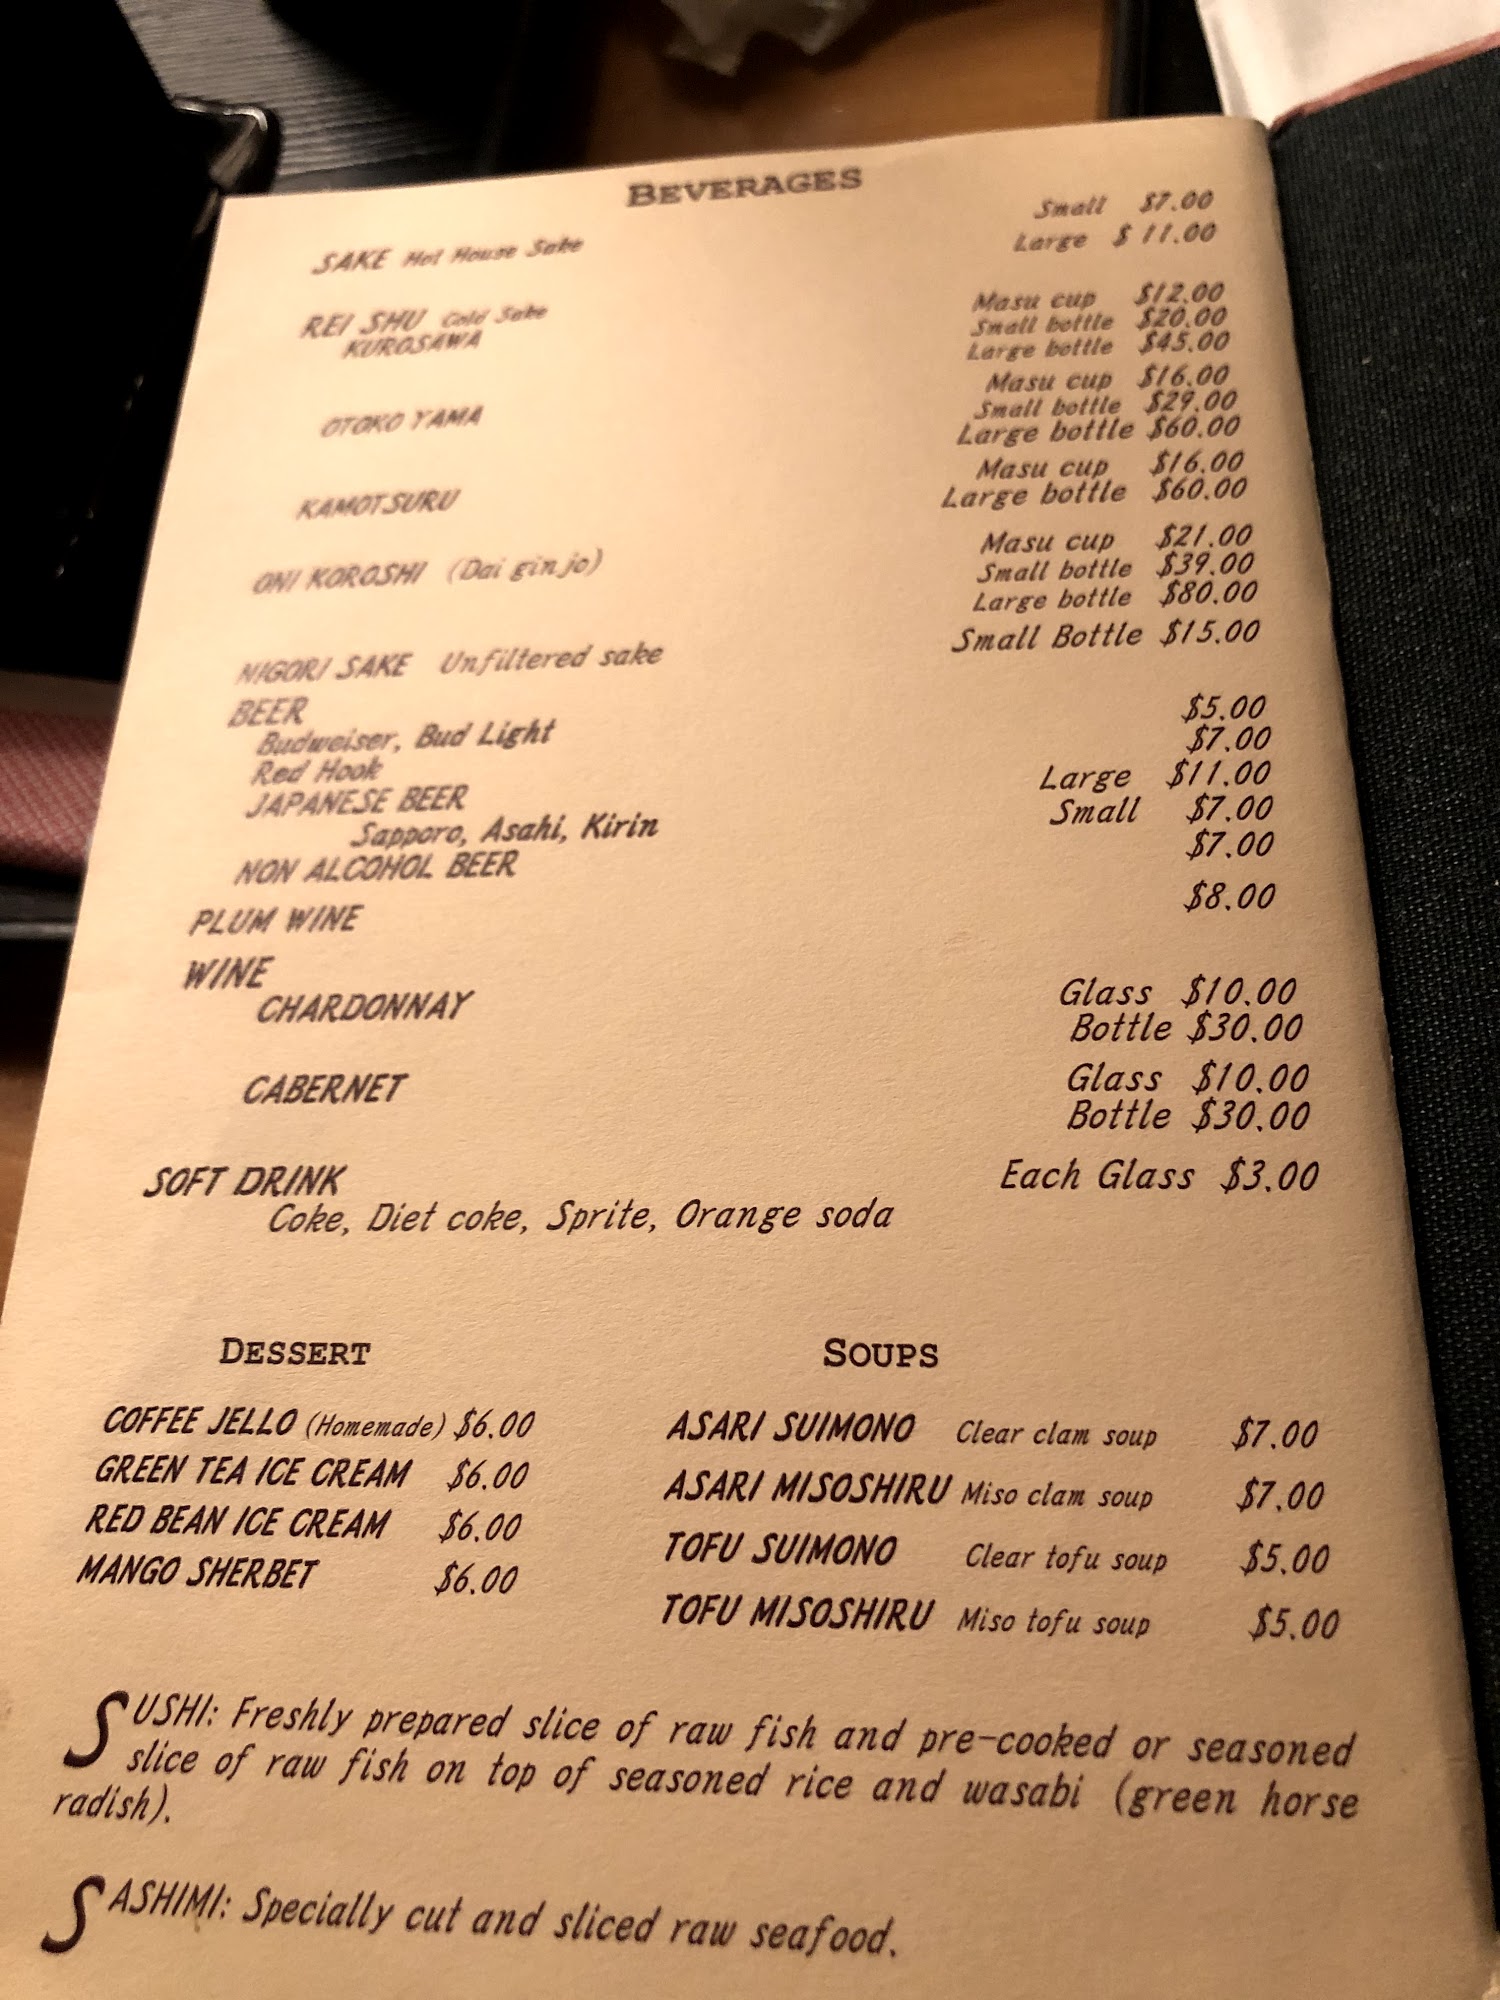 BEVERAGES
SAKE Hot House Sake Small $7.00
Large $ 11.00
REI SHU Cold Sake
KUROSAWA Masu cup $12.00
Small bottle $20.00
Large bottle $45.00
OTOKO YAMA Masu cup $16.00
Small bottle $29.00
Large bottle $60.00
KAMOTSURU Masu cup $16.00
Large bottle $60.00
ONI KOROSHI (Dai gin jo) Masu cup $21.00
Small bottle $39.00
Large bottle $80.00
NIGORI SAKE Unfiltered sake Small Bottle $15.00
BEER
Budweiser, Bud Light $5.00
Red Hook $7.00
JAPANESE BEER Large $11.00
Sapporo, Asahi, Kirin Small $7.00
NON ALCOHOL BEER $7.00
PLUM WINE $8.00
WINE
CHARDONNAY Glass $10.00
Bottle $30.00
CABERNET Glass $10.00
Bottle $30.00
SOFT DRINK Each Glass $3.00
Coke, Diet coke, Sprite, Orange soda
DESSERT
COFFEE JELLO (Homemade) $6.00
GREEN TEA ICE CREAM $6.00
RED BEAN ICE CREAM $6.00
MANGO SHERBET $6.00
SOUPS
ASARI SUIMONO Clear clam soup $7.00
ASARI MISOSHIRU Miso clam soup $7.00
TOFU SUIMONO Clear tofu soup $5.00
TOFU MISOSHIRU Miso tofu soup $5.00
SUSHI: Freshly prepared slice of raw fish and pre-cooked or seasoned
slice of raw fish on top of seasoned rice and wasabi (green horse
radish).
SASHIMI: Specially cut and sliced raw seafood.